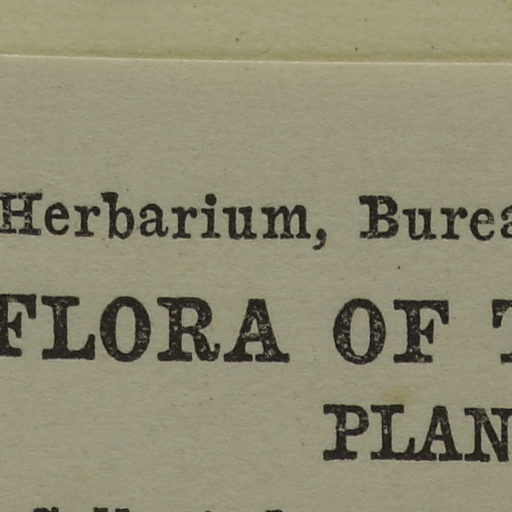 Herbarium, Burea
FLORA OF T
PLAN